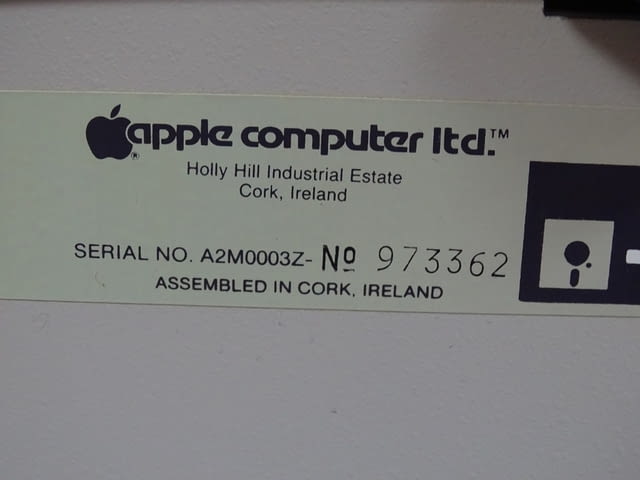 apple computer ltd.™
®
Holly Hill Industrial Estate
Cork, Ireland
SERIAL NO. A2M0003Z- Nº 973362
ASSEMBLED IN CORK, IRELAND